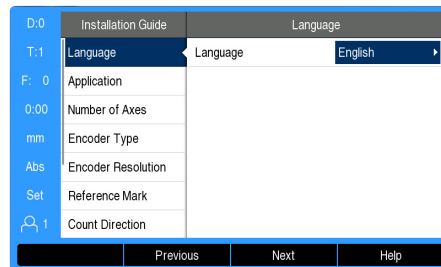 D:0
Installation Guide
Language
T:1
Language
Language
English
F: 0
Application
0:00
Number of Axes
mm
Encoder Type
Abs
Encoder Resolution
Set
Reference Mark
1
Count Direction
Previous
Next
Help